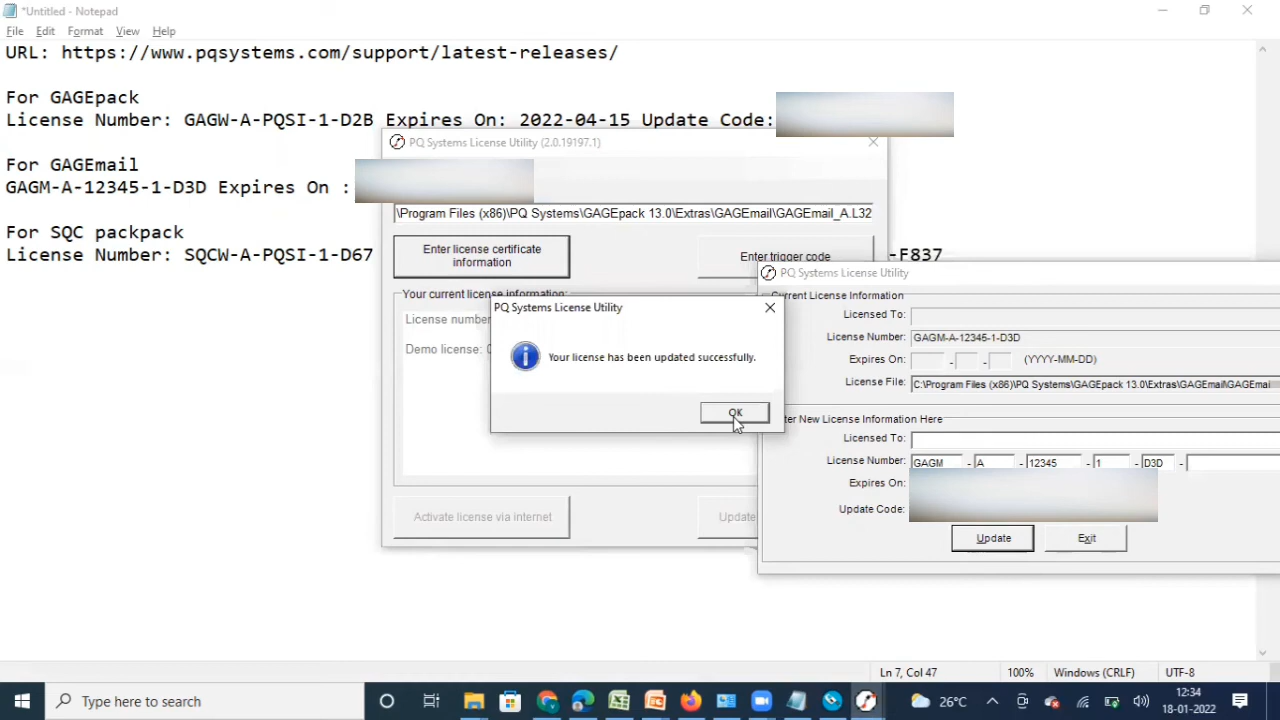 *Untitled - Notepad
File Edit Format View Help
URL: https://www.pqsystems.com/support/latest-releases/
For GAGEpack
License Number: GAGW-A-PQSI-1-D2B Expires On: 2022-04-15 Update Code:
For GAGEmail
GAGM-A-12345-1-D3D Expires On :
For SQC packpack
License Number: SQCW-A-PQSI-1-D67
-F837
PQ Systems License Utility (2.0.19197.1)
\Program Files (x86)\PQ Systems\GAGEpack 13.0\Extras\GAGEmail\GAGEmail_A.L32
Enter license certificate
information
Enter trigger code
Your current license information:
License number
Demo license:
Activate license via internet
Update
PQ Systems License Utility
Your license has been updated successfully.
OK
PQ Systems License Utility
Current License Information
Licensed To:
License Number: GAGM-A-12345-1-D3D
Expires On: - - (YYYY-MM-DD)
License File: C:\Program Files (x86)\PQ Systems\GAGEpack 13.0\Extras\GAGEmail\GAGEmai
ter New License Information Here
Licensed To:
License Number: GAGM - A - 12345 - 1 - D3D -
Expires On:
Update Code:
Update Exit
Ln 7, Col 47 100% Windows (CRLF) UTF-8
Type here to search
26°C
12:34
18-01-2022